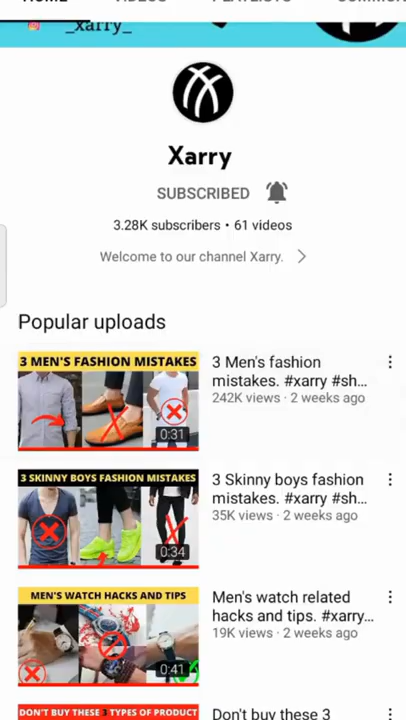 HOME VIDEOS PLAYLISTS
_xarry_
Xarry
SUBSCRIBED
3.28K subscribers • 61 videos
Welcome to our channel Xarry.
Popular uploads
3 MEN'S FASHION MISTAKES
0:31
3 Men's fashion
mistakes. #xarry #sh...
242K views · 2 weeks ago
3 SKINNY BOYS FASHION MISTAKES
0:34
3 Skinny boys fashion
mistakes. #xarry #sh...
35K views · 2 weeks ago
MEN'S WATCH HACKS AND TIPS
0:41
Men's watch related
hacks and tips. #xarry...
19K views · 2 weeks ago
DON'T BUY THESE 3 TYPES OF PRODUCT
Don't buy these 3